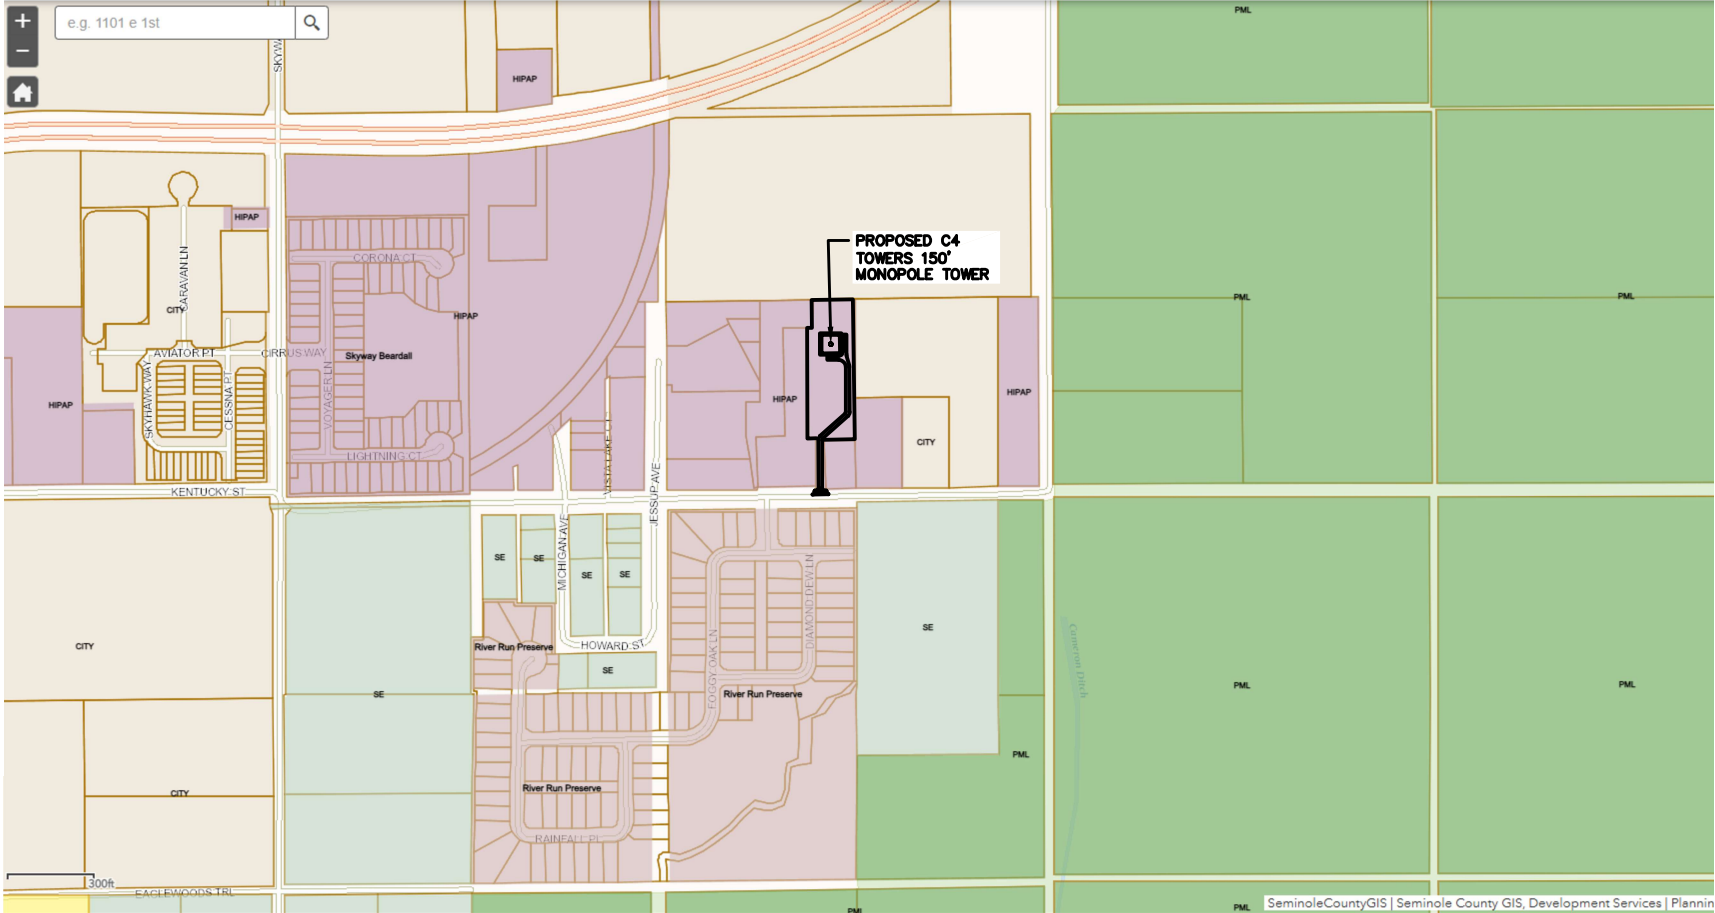 +
e.g. 1101 e 1st
−
SKYW
PML
HIPAP
HIPAP
CARAVAN LN
CORONA CT
PROPOSED C4
TOWERS 150'
MONOPOLE TOWER
CITY
HIPAP
PML
PML
AVIATOR PT
CIRRUS WAY
Skyway Beardall
SKYHAWK WAY
CESSNA PT
VOYAGER LN
HIPAP
HIPAP
HIPAP
CITY
LIGHTNING CT
VISTA LAKE CT
JESSUP AVE
KENTUCKY ST
MICHIGAN AVE
SE
SE
SE
SE
DIAMOND DEW LN
FOGGY OAK LN
SE
Cameron Ditch
CITY
River Run Preserve
HOWARD ST
SE
SE
River Run Preserve
PML
PML
PML
CITY
River Run Preserve
RAINFALL PL
300ft
EAGLEWOODS TRL
PML
PML
SeminoleCountyGIS | Seminole County GIS, Development Services | Plannin